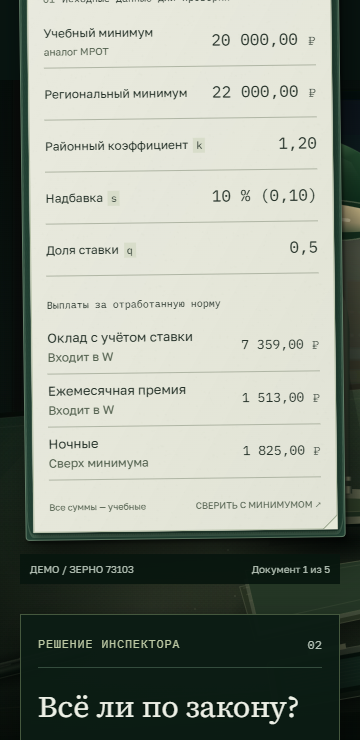 Учебный минимум
20 000,00 ₽
аналог МРОТ
Региональный минимум 22 000,00 ₽
Районный коэффициент k 1,20
Надбавка s 10 % (0,10)
Доля ставки q 0,5
Выплаты за отработанную норму
Оклад с учётом ставки
7 359,00 ₽
Входит в W
Ежемесячная премия
1 513,00 ₽
Входит в W
Ночные
1 825,00 ₽
Сверх минимума
Все суммы — учебные СВЕРИТЬ С МИНИМУМОМ ↗
ДЕМО / ЗЕРНО 73103 Документ 1 из 5
РЕШЕНИЕ ИНСПЕКТОРА 02
Всё ли по закону?